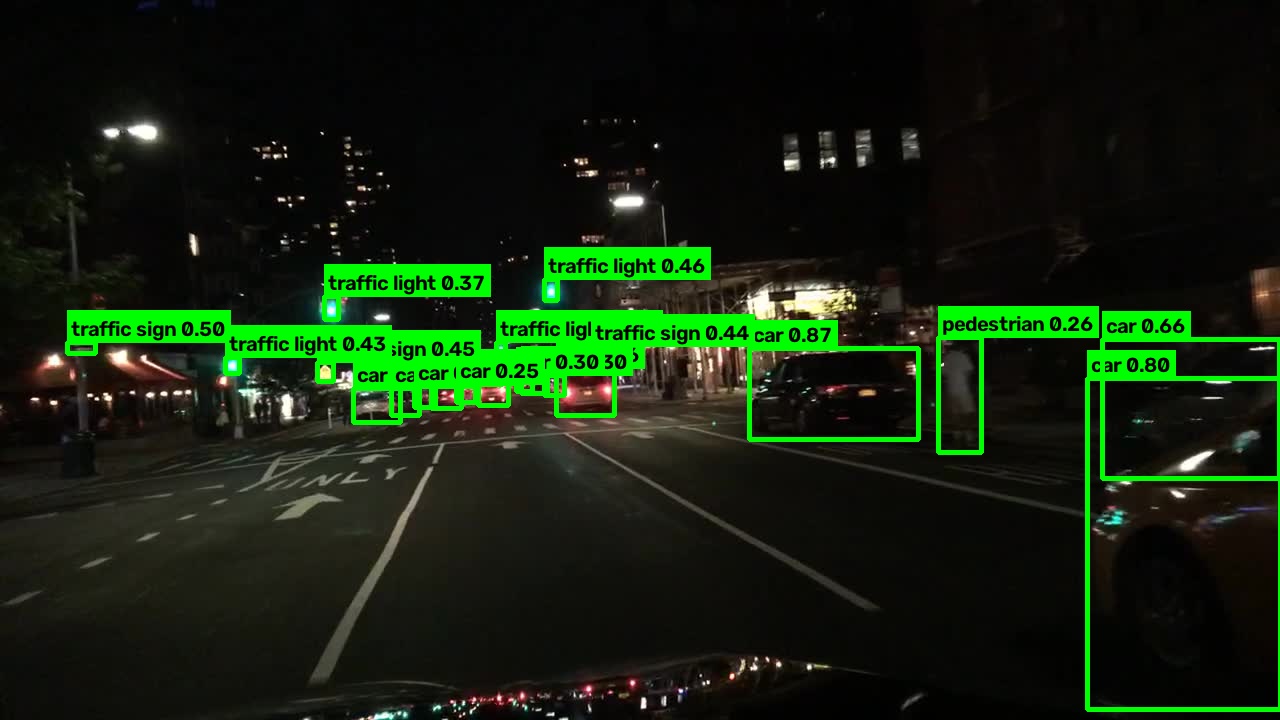 traffic light 0.46
traffic light 0.37
pedestrian 0.26
car 0.66
traffic sign 0.50
traffic sign 0.44
car 0.87
traffic light 0.43
sign 0.45
car 0.80
0.30
car
car
car 0.25
ONLY